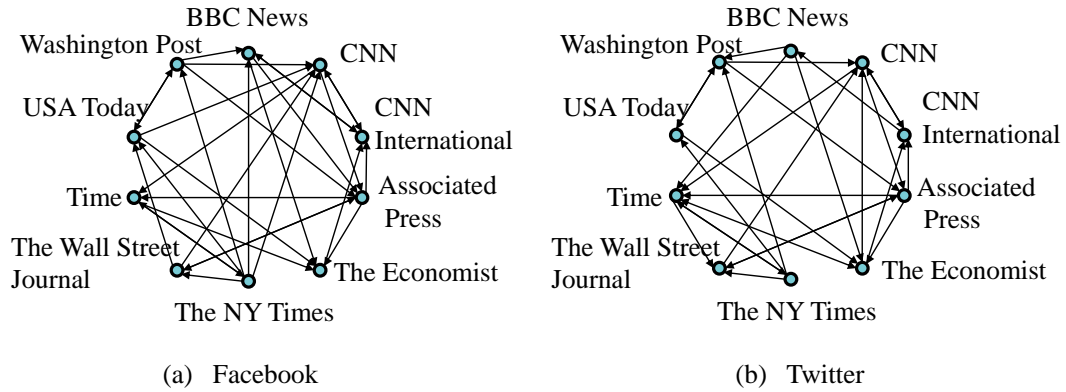 BBC News
Washington Post
CNN
USA Today
CNN
International
Time
Associated
Press
The Wall Street
Journal
The Economist
The NY Times
(a) Facebook
BBC News
Washington Post
CNN
USA Today
CNN
International
Time
Associated
Press
The Wall Street
Journal
The Economist
The NY Times
(b) Twitter